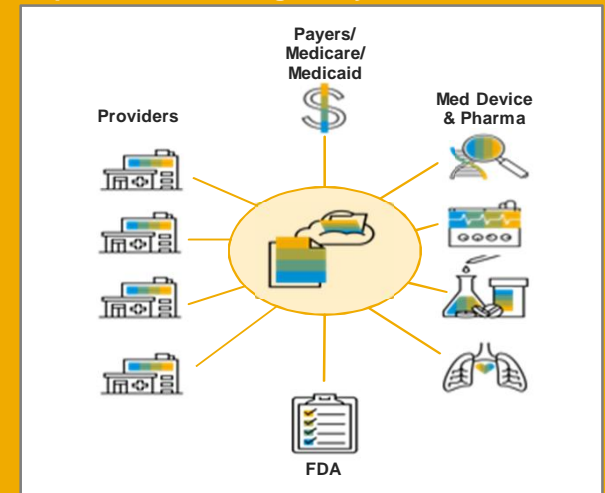 Payers/
Medicare/
Medicaid
Providers
Med Device
& Pharma
FDA